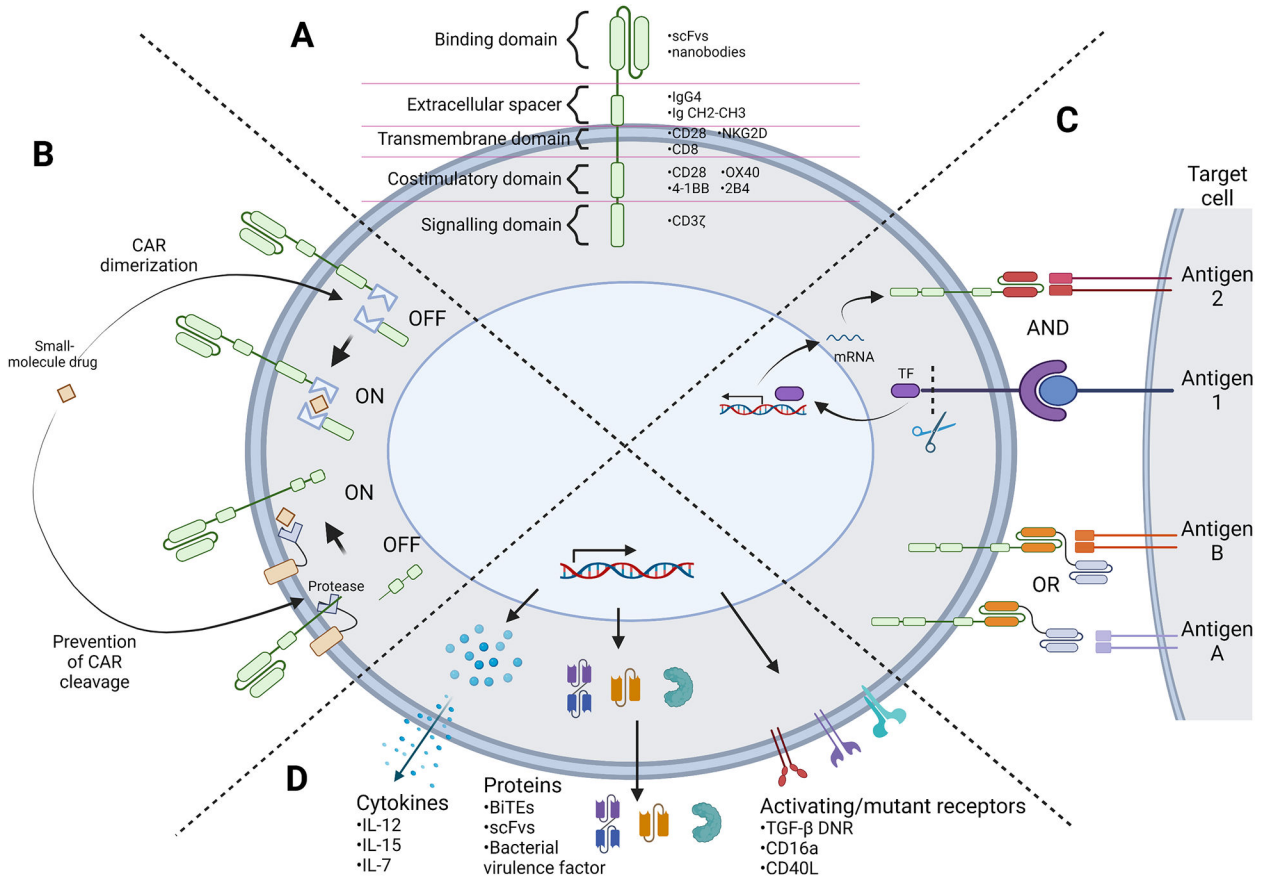 A
Binding domain
•scFvs
•nanobodies
Extracellular spacer
•IgG4
•Ig CH2-CH3
Transmembrane domain
•CD28 •NKG2D
•CD8
Costimulatory domain
•CD28 •OX40
•4-1BB •2B4
Signalling domain
•CD3ζ
B
CAR
dimerization
OFF
Small-
molecule drug
ON
ON
OFF
Protease
Prevention
of CAR
cleavage
C
Target
cell
Antigen
2
AND
mRNA
TF
Antigen
1
Antigen
B
OR
Antigen
A
D
Cytokines
•IL-12
•IL-15
•IL-7
Proteins
•BiTEs
•scFvs
•Bacterial
virulence factor
Activating/mutant receptors
•TGF-β DNR
•CD16a
•CD40L